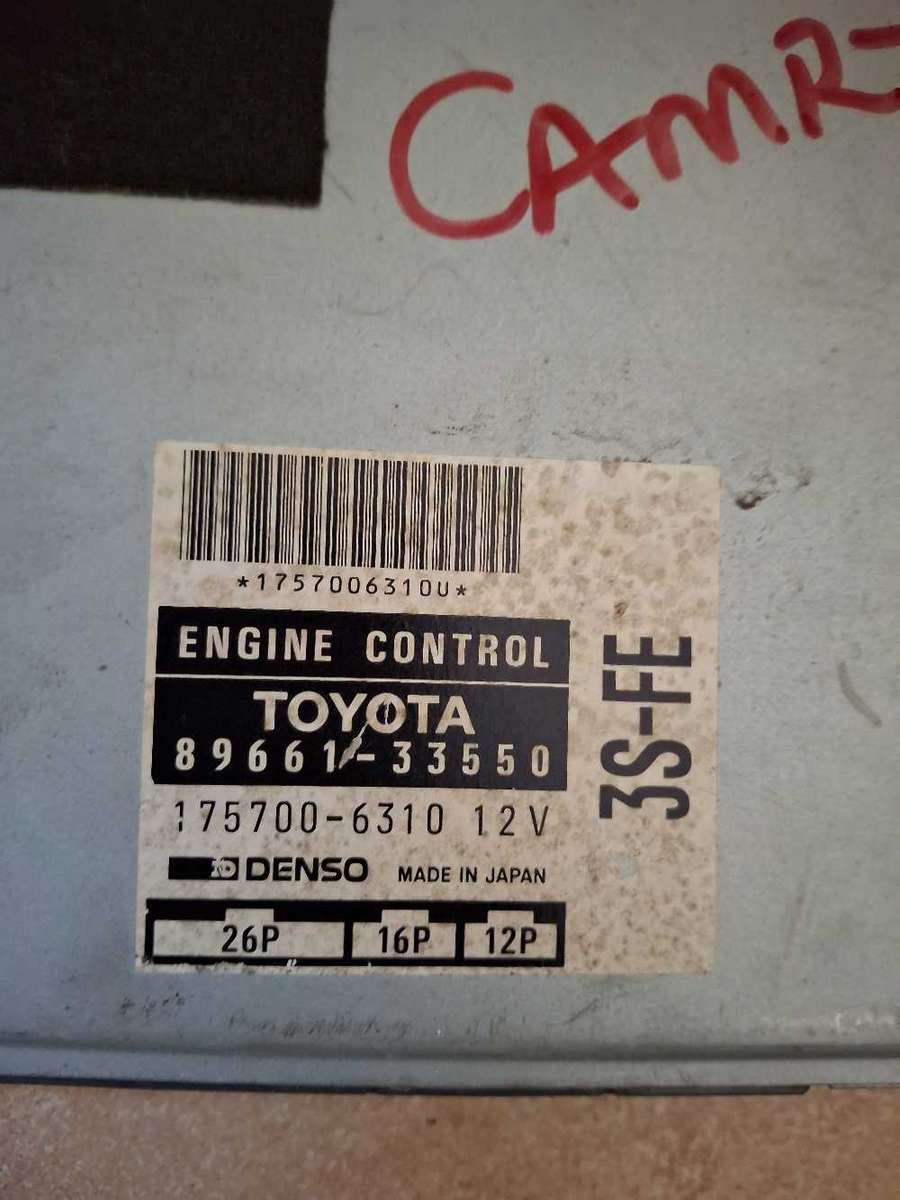 CAMR
*1757006310U*
ENGINE CONTROL
TOYOTA
89661-33550
175700-6310 12V
DENSO MADE IN JAPAN
26P 16P 12P
3S-FE